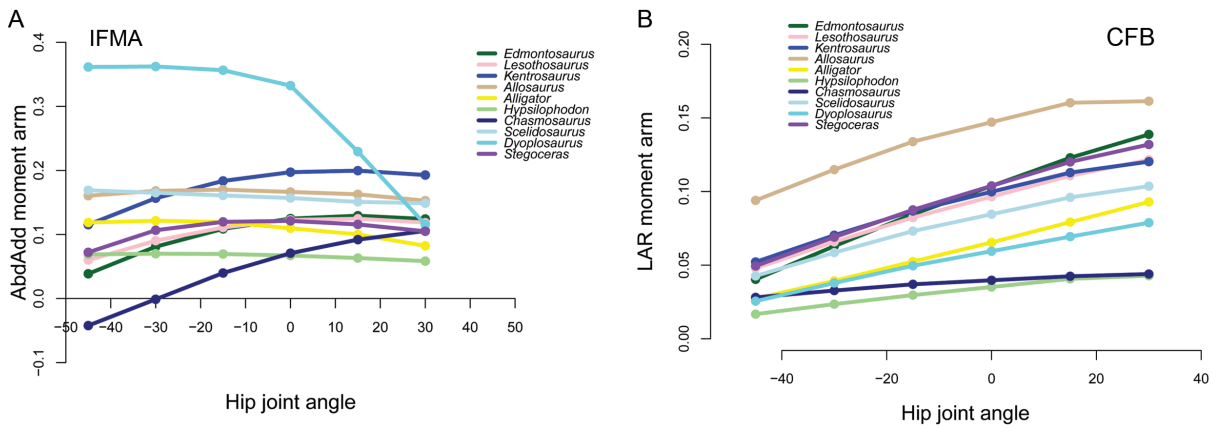 A
IFMA
AbdAdd moment arm
0.4
0.3
0.2
0.1
0.0
−0.1
−50 −40 −30 −20 −10 0 10 20 30 40 50
Hip joint angle
Edmontosaurus
Lesothosaurus
Kentrosaurus
Allosaurus
Alligator
Hypsilophodon
Chasmosaurus
Scelidosaurus
Dyoplosaurus
Stegoceras
B
CFB
LAR moment arm
0.20
0.15
0.10
0.05
0.00
−40 −20 0 20 40
Hip joint angle
Edmontosaurus
Lesothosaurus
Kentrosaurus
Allosaurus
Alligator
Hypsilophodon
Chasmosaurus
Scelidosaurus
Dyoplosaurus
Stegoceras